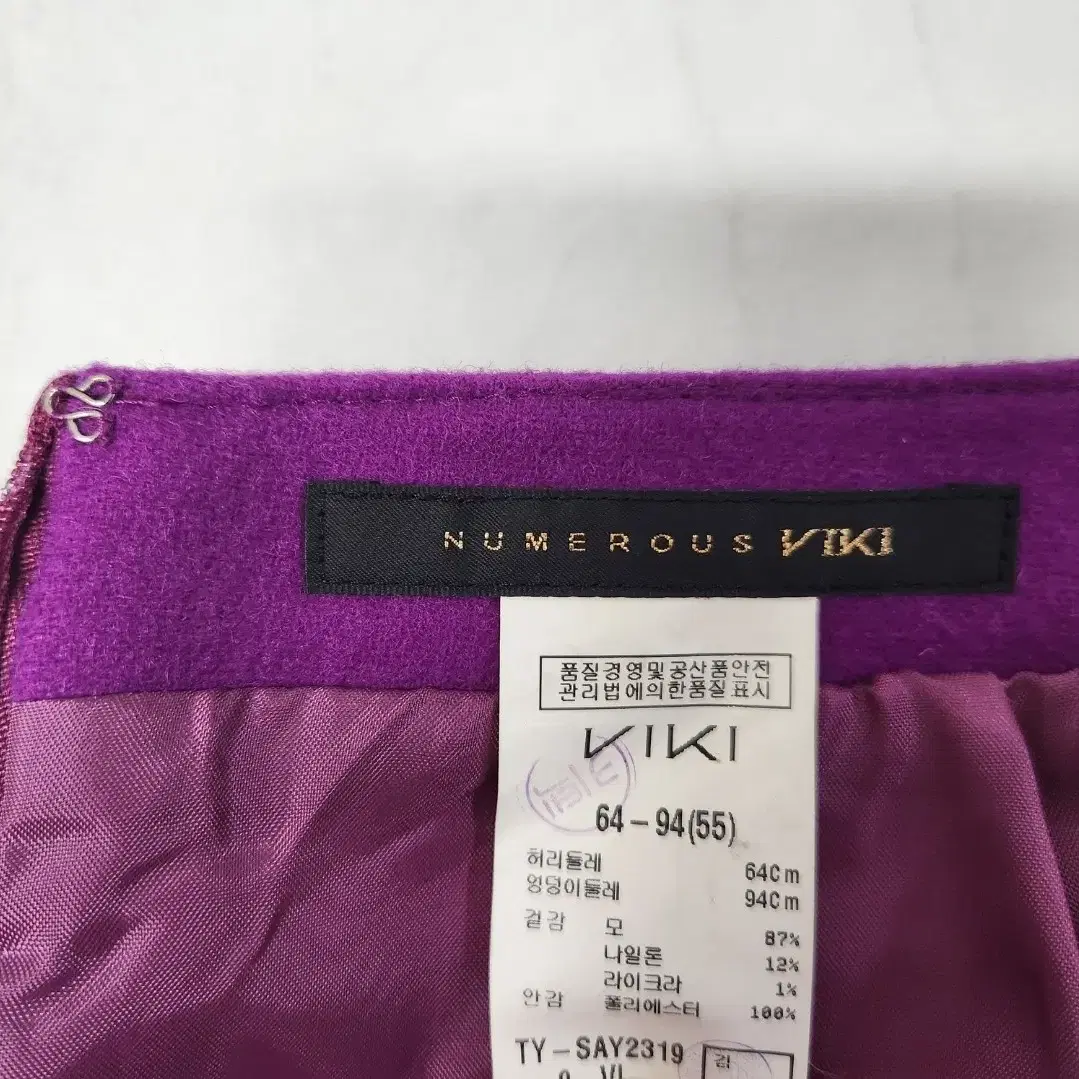 NUMEROUS VIKI
품질경영및공산품안전
관리법에의한품질표시
VIKI
64-94(55)
허리둘레 64Cm
엉덩이둘레 94Cm
겉감 모 87%
나일론 12%
라이크라 1%
안감 폴리에스터 100%
TY-SAY2319